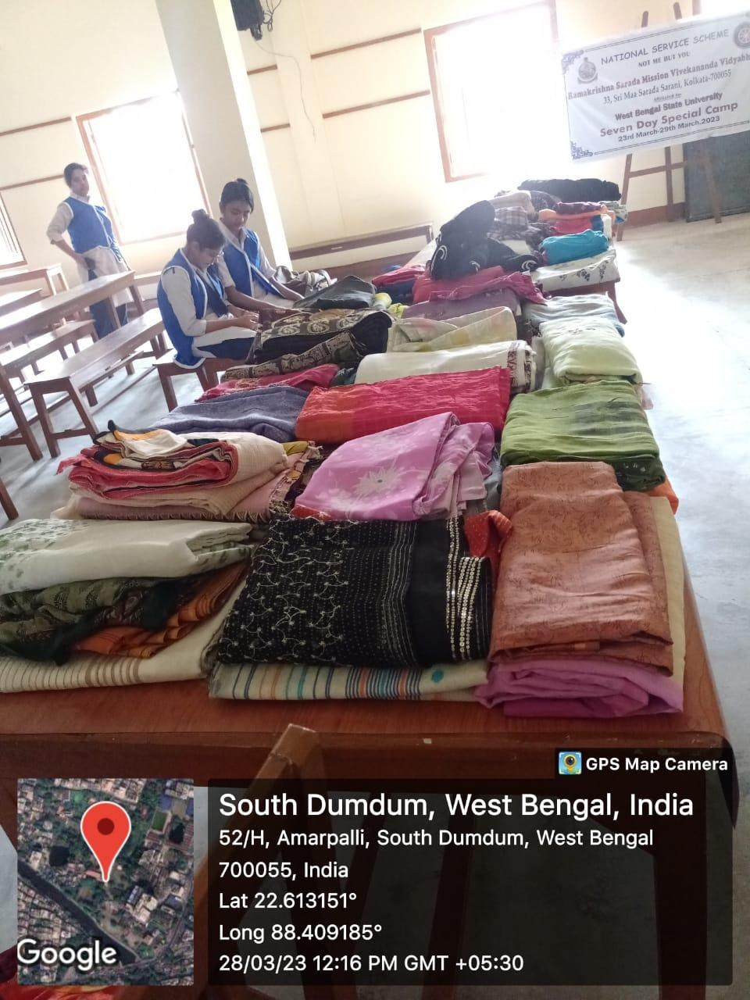 NATIONAL SERVICE SCHEME
NOT ME BUT YOU
Ramakrishna Sarada Mission Vivekananda Vidyabh
33, Sri Maa Sarada Sarani, Kolkata-700055
Affiliated to
West Bengal State University
Seven Day Special Camp
23rd March-29th March,2023
GPS Map Camera
South Dumdum, West Bengal, India
52/H, Amarpalli, South Dumdum, West Bengal
700055, India
Lat 22.613151°
Long 88.409185°
28/03/23 12:16 PM GMT +05:30
Google